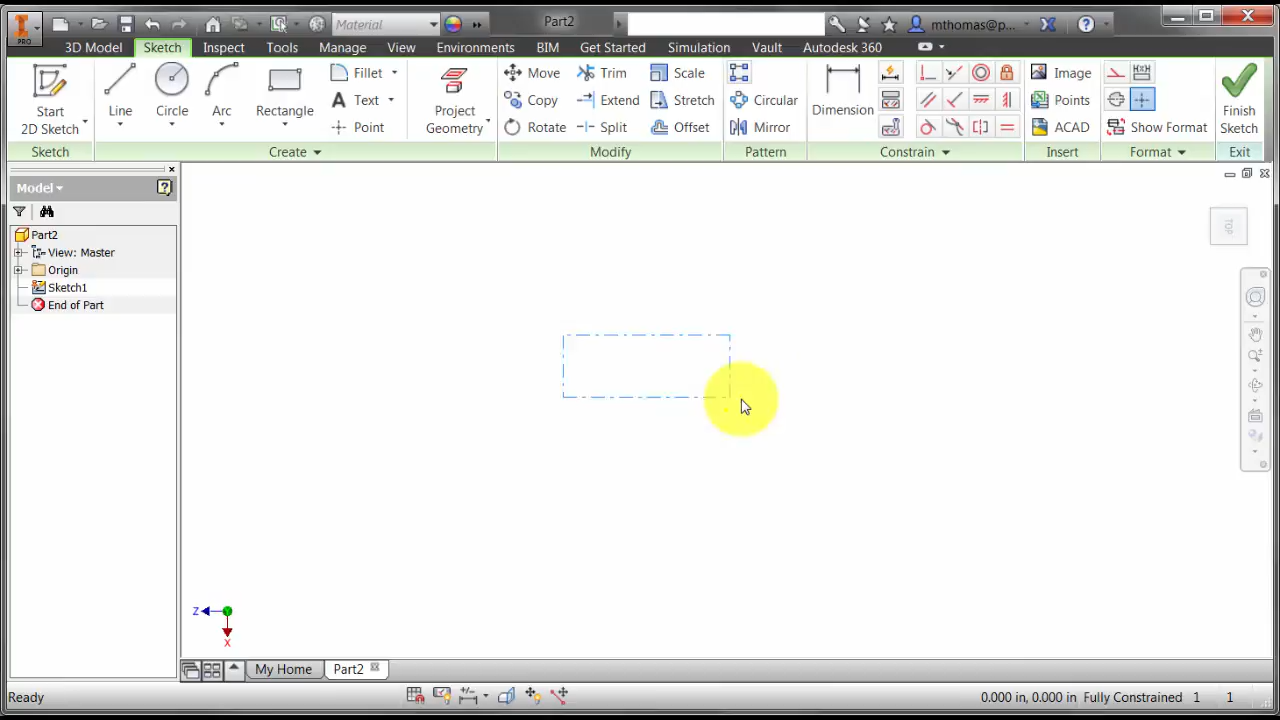 Material
Part2
mthomas@p...
PRO
3D Model Sketch Inspect Tools Manage View Environments BIM Get Started Simulation Vault Autodesk 360
Start
2D Sketch
Line
Circle
Arc
Rectangle
Fillet
Text
Point
Project
Geometry
Move Trim Scale
Copy Extend Stretch
Rotate Split Offset
Circular
Mirror
Dimension
Image
Points
ACAD
Show Format
Finish
Sketch
Sketch Create Modify Pattern Constrain Insert Format Exit
Model
Part2
View: Master
Origin
Sketch1
End of Part
TOP
Z
X
My Home Part2
Ready 0.000 in, 0.000 in Fully Constrained 1 1